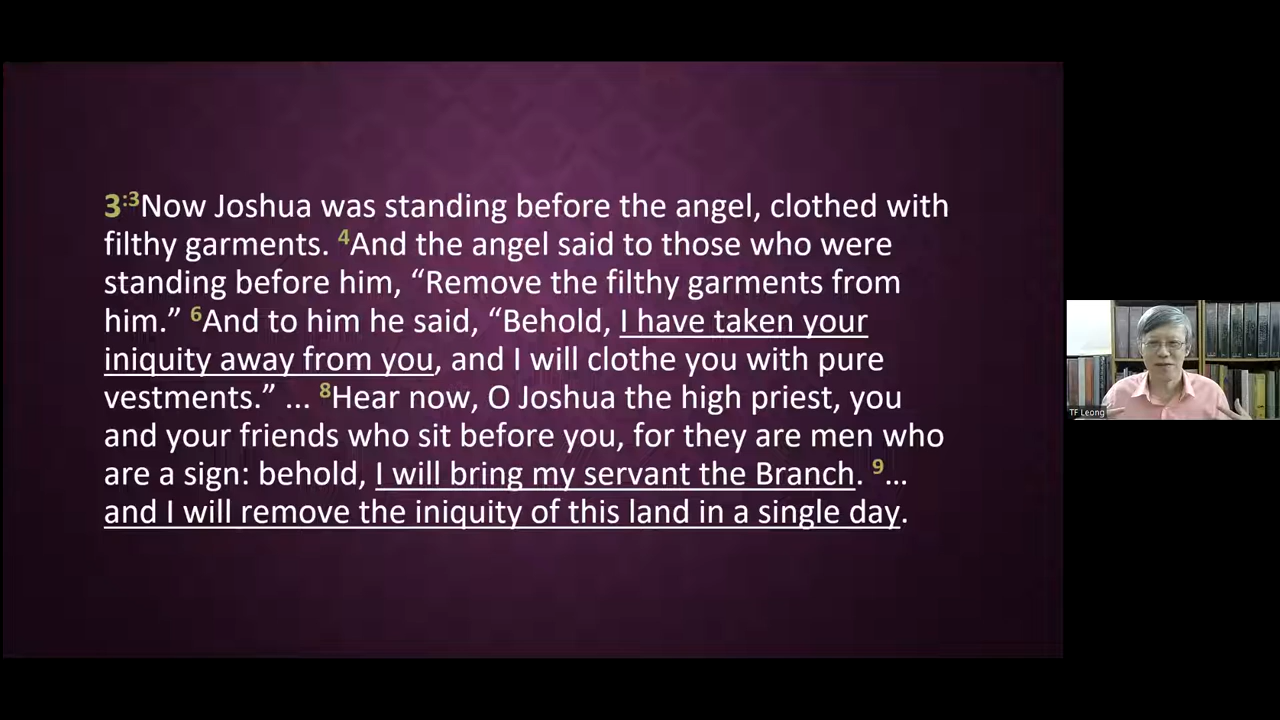 3:3Now Joshua was standing before the angel, clothed with
filthy garments. 4And the angel said to those who were
standing before him, “Remove the filthy garments from
him.” 6And to him he said, “Behold, I have taken your
iniquity away from you, and I will clothe you with pure
vestments.” ... 8Hear now, O Joshua the high priest, you
and your friends who sit before you, for they are men who
are a sign: behold, I will bring my servant the Branch. 9…
and I will remove the iniquity of this land in a single day.
TF Leong